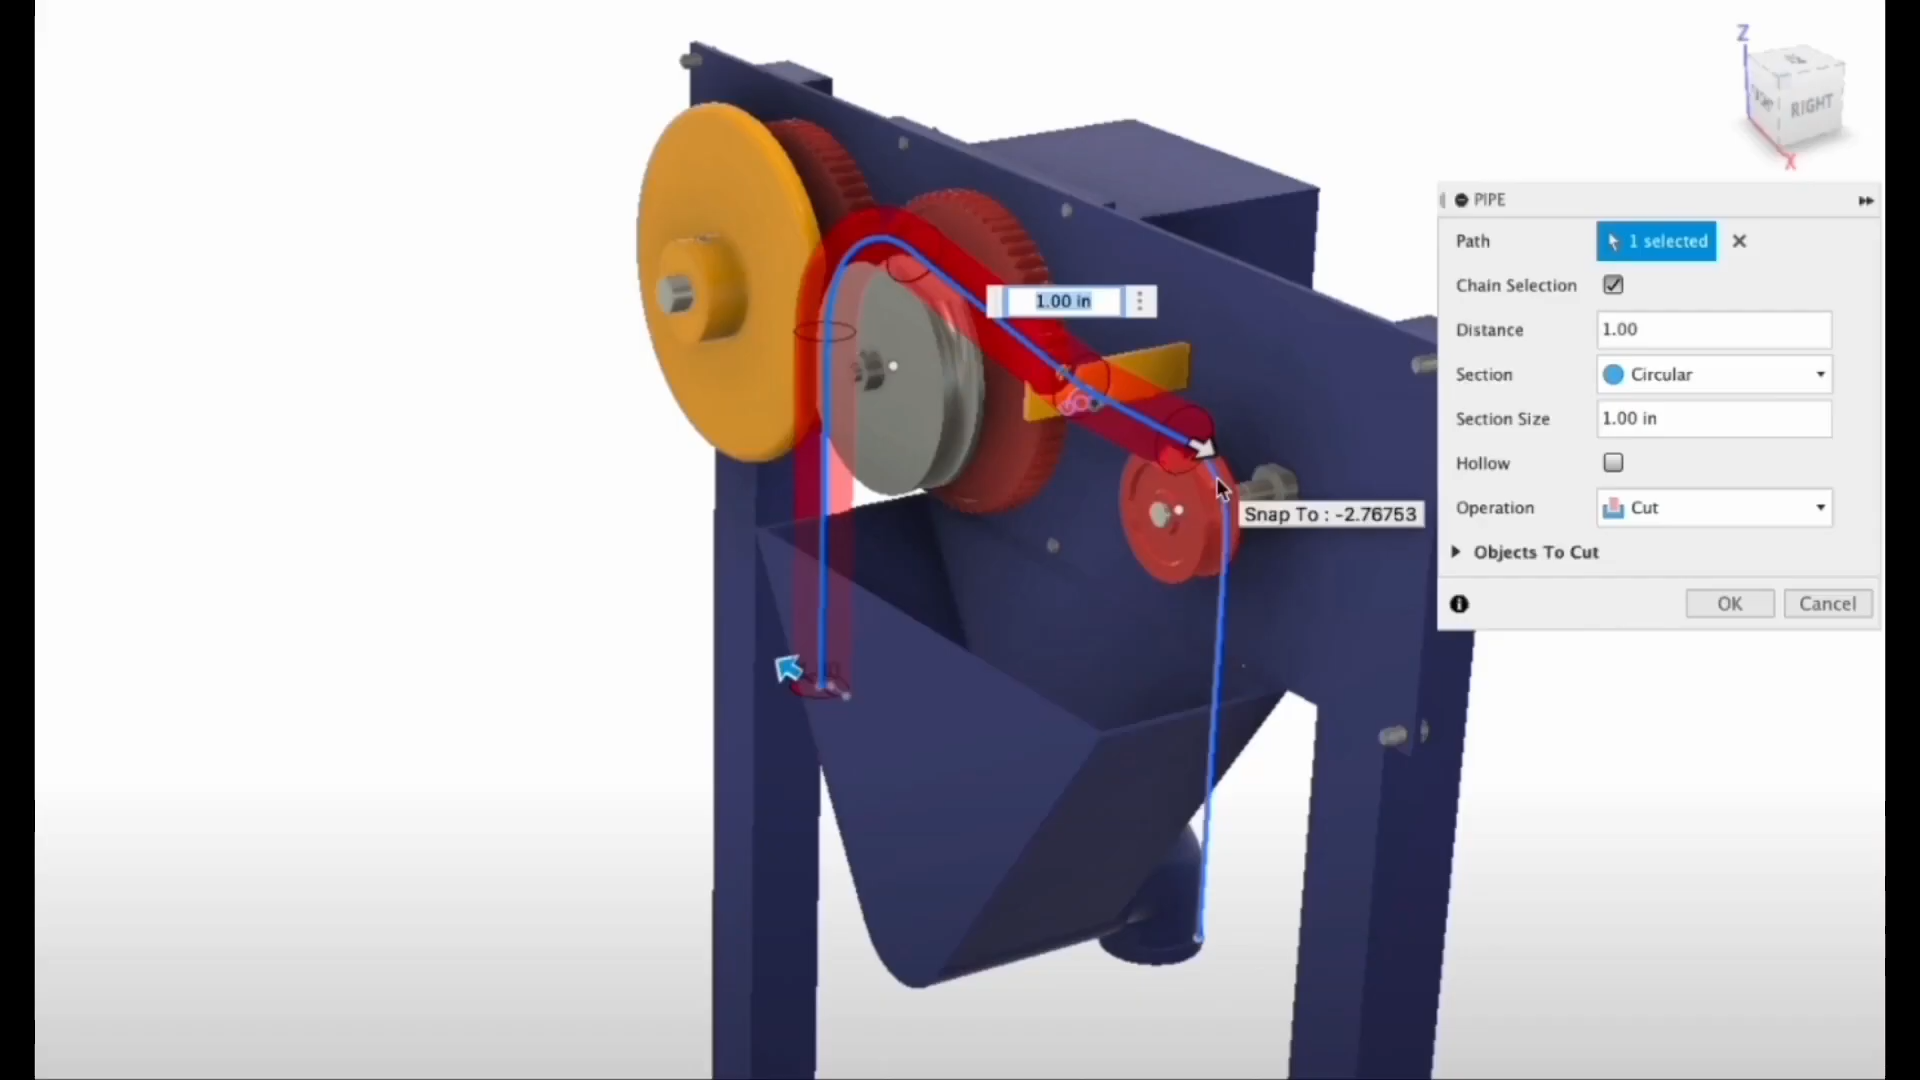 Z
RIGHT
X
PIPE
Path
1 selected
Chain Selection
Distance
1.00
Section
Circular
Section Size
1.00 in
Hollow
Operation
Cut
Objects To Cut
OK
Cancel
1.00 in
Snap To : -2.76753